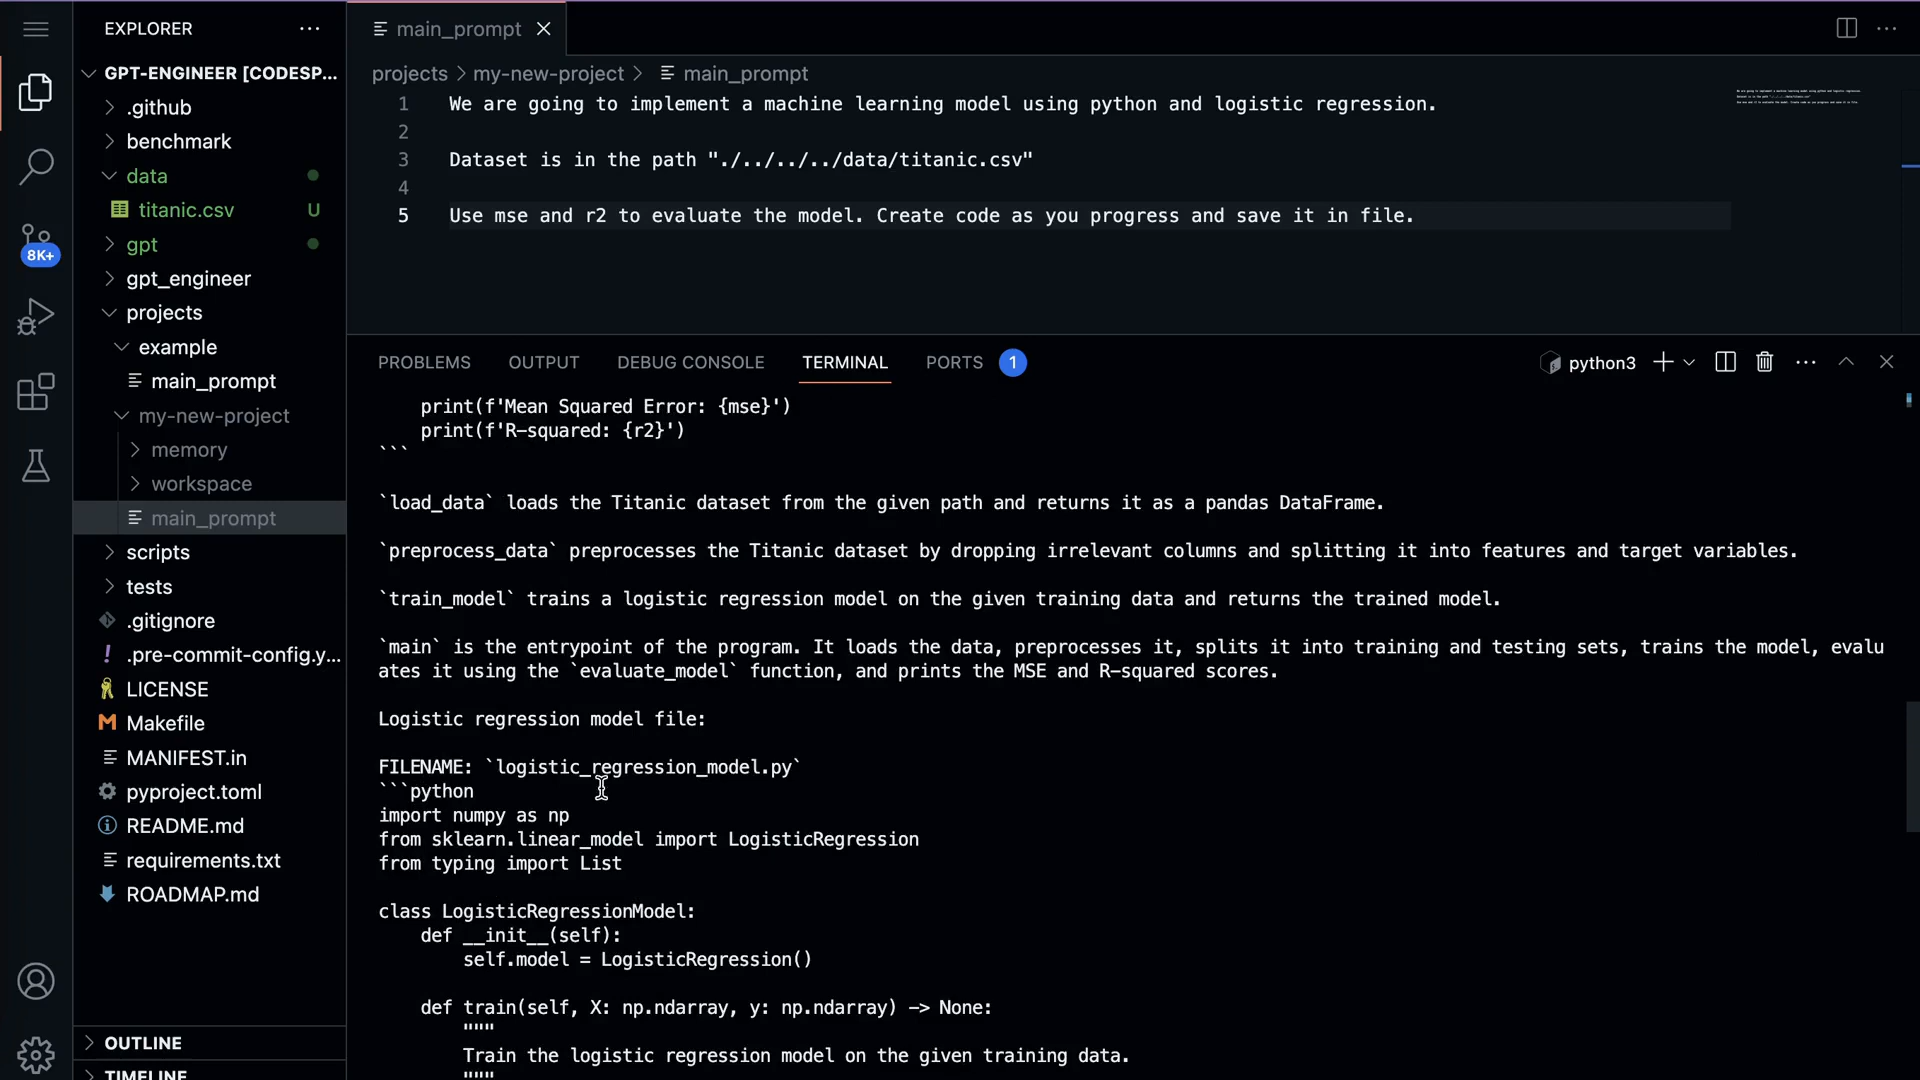 EXPLORER
GPT-ENGINEER [CODESP...
.github
benchmark
data
titanic.csv U
gpt
gpt_engineer
projects
example
main_prompt
my-new-project
memory
workspace
main_prompt
scripts
tests
.gitignore
.pre-commit-config.y...
LICENSE
Makefile
MANIFEST.in
pyproject.toml
README.md
requirements.txt
ROADMAP.md
OUTLINE
TIMELINE
8K+
main_prompt
projects > my-new-project > main_prompt
1 We are going to implement a machine learning model using python and logistic regression.
2
3 Dataset is in the path "./../../../data/titanic.csv"
4
5 Use mse and r2 to evaluate the model. Create code as you progress and save it in file.
PROBLEMS OUTPUT DEBUG CONSOLE TERMINAL PORTS 1 python3
print(f'Mean Squared Error: {mse}')
print(f'R-squared: {r2}')
```
`load_data` loads the Titanic dataset from the given path and returns it as a pandas DataFrame.
`preprocess_data` preprocesses the Titanic dataset by dropping irrelevant columns and splitting it into features and target variables.
`train_model` trains a logistic regression model on the given training data and returns the trained model.
`main` is the entrypoint of the program. It loads the data, preprocesses it, splits it into training and testing sets, trains the model, evalu
ates it using the `evaluate_model` function, and prints the MSE and R-squared scores.
Logistic regression model file:
FILENAME: `logistic_regression_model.py`
```python
import numpy as np
from sklearn.linear_model import LogisticRegression
from typing import List
class LogisticRegressionModel:
def __init__(self):
self.model = LogisticRegression()
def train(self, X: np.ndarray, y: np.ndarray) -> None:
"""
Train the logistic regression model on the given training data.
"""